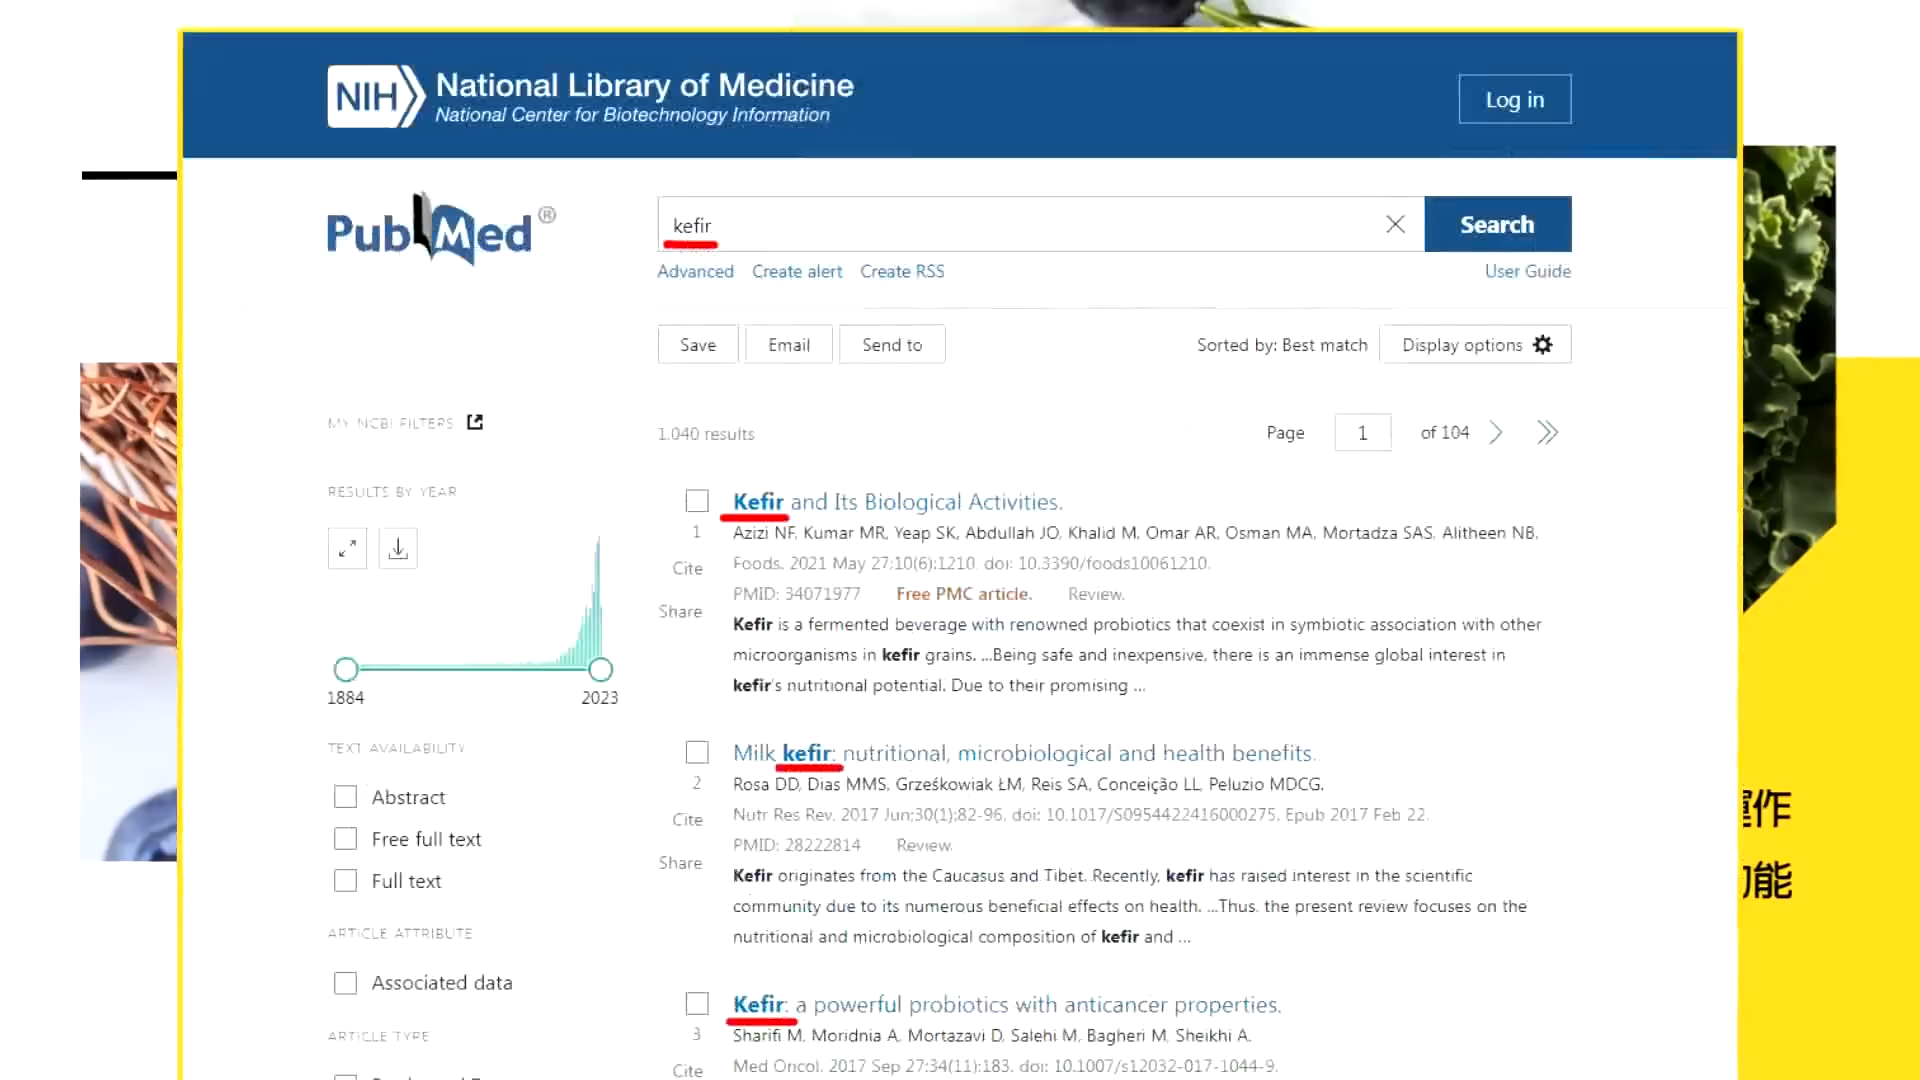 NIH National Library of Medicine
National Center for Biotechnology Information
Log in
PubMed®
kefir
Search
Advanced Create alert Create RSS
User Guide
Save Email Send to
Sorted by: Best match
Display options
MY NCBI FILTERS
1,040 results
Page 1 of 104
RESULTS BY YEAR
1884 2023
TEXT AVAILABILITY
Abstract
Free full text
Full text
ARTICLE ATTRIBUTE
Associated data
ARTICLE TYPE
Kefir and Its Biological Activities.
1
Azizi NF, Kumar MR, Yeap SK, Abdullah JO, Khalid M, Omar AR, Osman MA, Mortadza SAS, Alitheen NB.
Cite
Foods. 2021 May 27;10(6):1210. doi: 10.3390/foods10061210.
PMID: 34071977 Free PMC article. Review.
Share
Kefir is a fermented beverage with renowned probiotics that coexist in symbiotic association with other
microorganisms in kefir grains. ...Being safe and inexpensive, there is an immense global interest in
kefir's nutritional potential. Due to their promising ...
Milk kefir: nutritional, microbiological and health benefits.
2
Rosa DD, Dias MMS, Grześkowiak ŁM, Reis SA, Conceição LL, Peluzio MDCG.
Cite
Nutr Res Rev. 2017 Jun;30(1):82-96. doi: 10.1017/S0954422416000275. Epub 2017 Feb 22.
PMID: 28222814 Review.
Share
Kefir originates from the Caucasus and Tibet. Recently, kefir has raised interest in the scientific
community due to its numerous beneficial effects on health. ...Thus, the present review focuses on the
nutritional and microbiological composition of kefir and ...
Kefir: a powerful probiotics with anticancer properties.
3
Sharifi M, Moridnia A, Mortazavi D, Salehi M, Bagheri M, Sheikhi A.
Cite
Med Oncol. 2017 Sep 27;34(11):183. doi: 10.1007/s12032-017-1044-9.
作
能